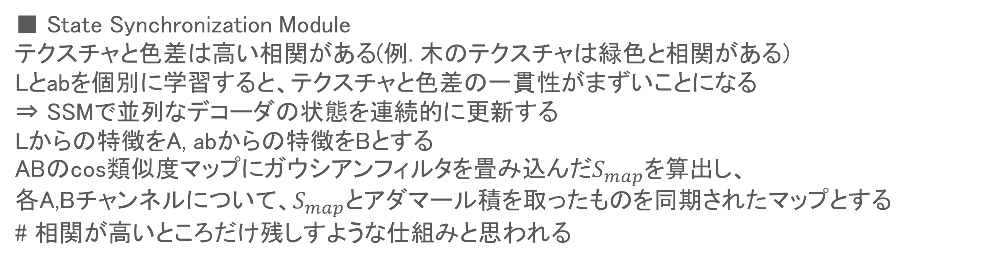 ■ State Synchronization Module
テクスチャと色差は高い相関がある(例. 木のテクスチャは緑色と相関がある)
Lとabを個別に学習すると、テクスチャと色差の一貫性がまずいことになる
⇒ SSMで並列なデコーダの状態を連続的に更新する
Lからの特徴をA, abからの特徴をBとする
ABのcos類似度マップにガウシアンフィルタを畳み込んだS_mapを算出し、
各A,Bチャンネルについて、S_mapとアダマール積を取ったものを同期されたマップとする
# 相関が高いところだけ残しすような仕組みと思われる